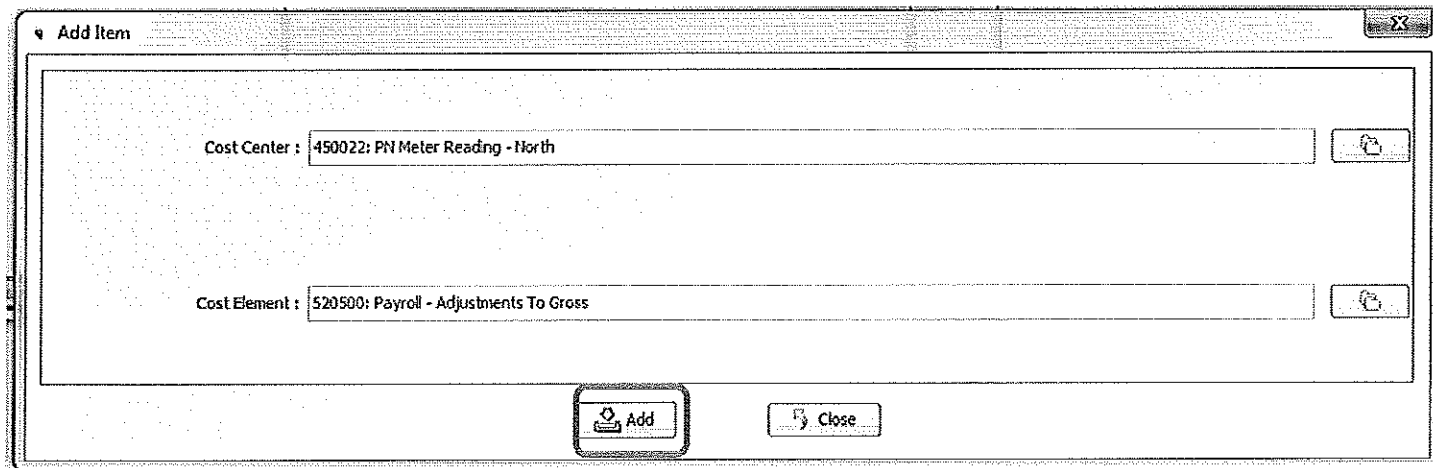 Add Item
Cost Center : 450022: PN Meter Reading - North
Cost Element : 520500: Payroll - Adjustments To Gross
Add Close